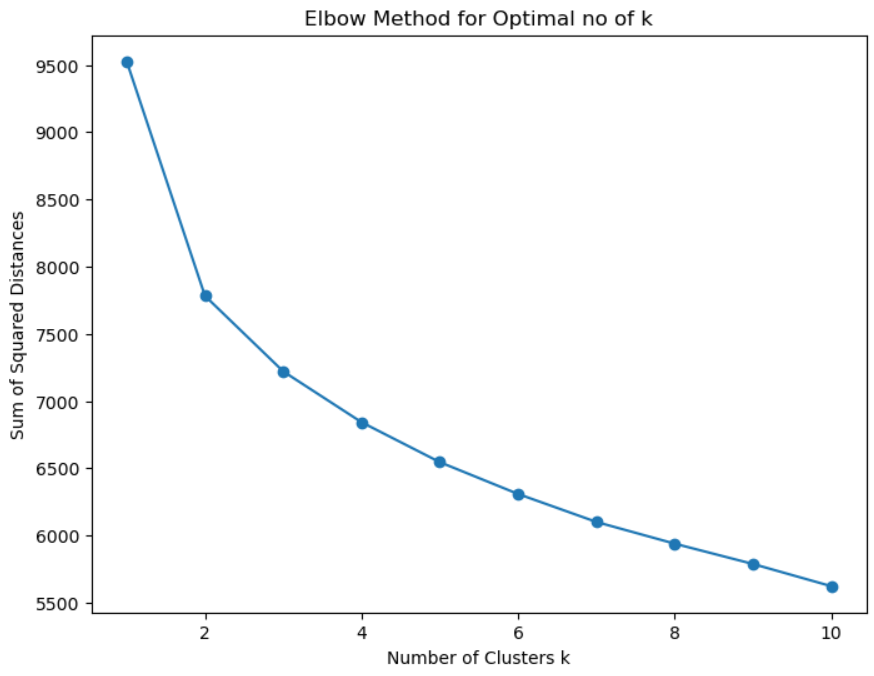 Elbow Method for Optimal no of k
9500
9000
8500
8000
7500
7000
6500
6000
5500
Sum of Squared Distances
2 4 6 8 10
Number of Clusters k